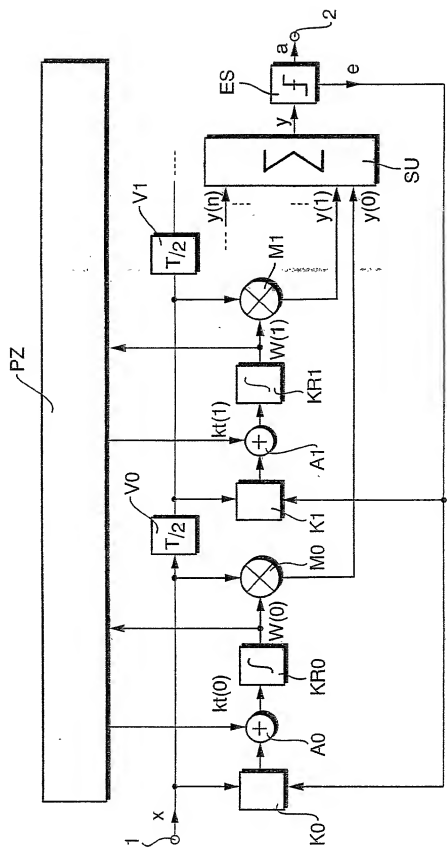 PZ
V0
V1
T/2
T/2
ES
2
a
y
e
y(n)
y(1)
y(0)
Σ
SU
kt(0)
kt(1)
W(0)
W(1)
M0
M1
∫
∫
KR0
KR1
+
+
A0
A1
K0
K1
x
1